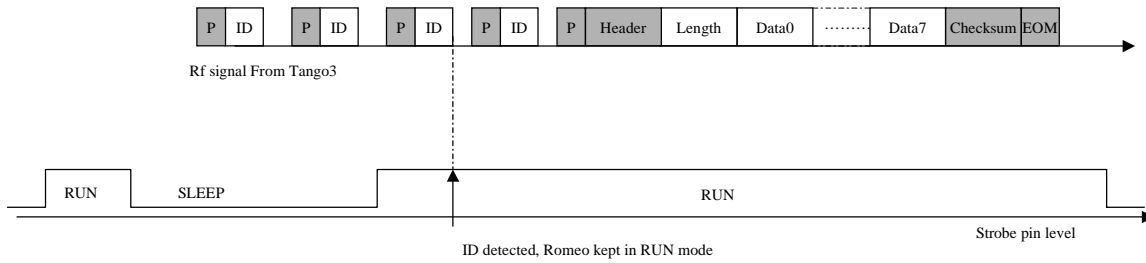 P ID P ID P ID P ID P Header Length Data0 ........ Data7 Checksum EOM
Rf signal From Tango3
RUN SLEEP RUN
Strobe pin level
ID detected, Romeo kept in RUN mode